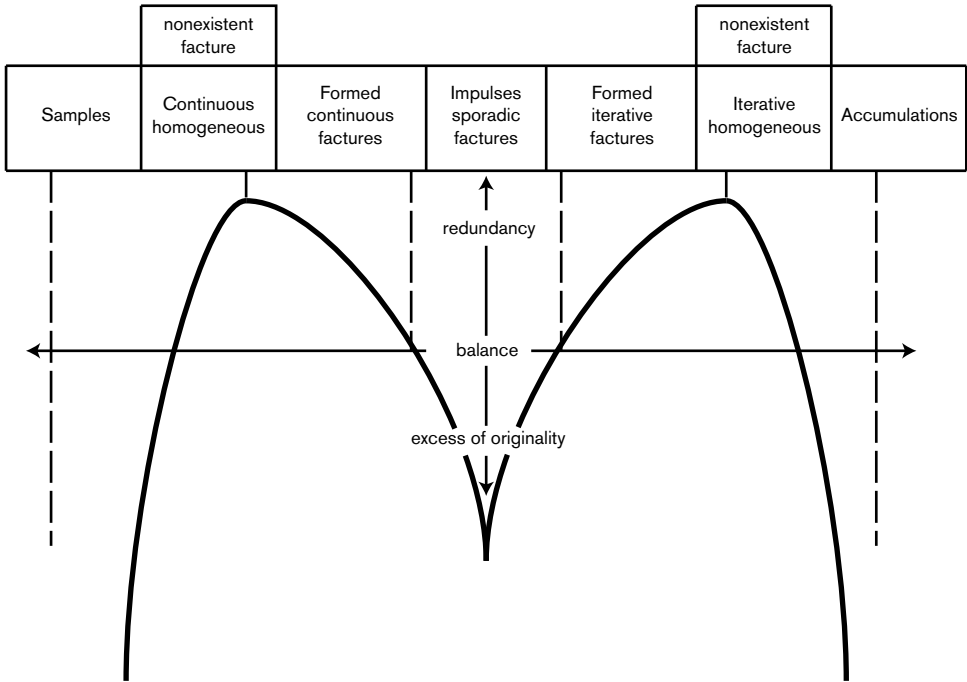 nonexistent
facture
nonexistent
facture
Samples
Continuous
homogeneous
Formed
continuous
factures
Impulses
sporadic
factures
Formed
iterative
factures
Iterative
homogeneous
Accumulations
redundancy
balance
excess of originality